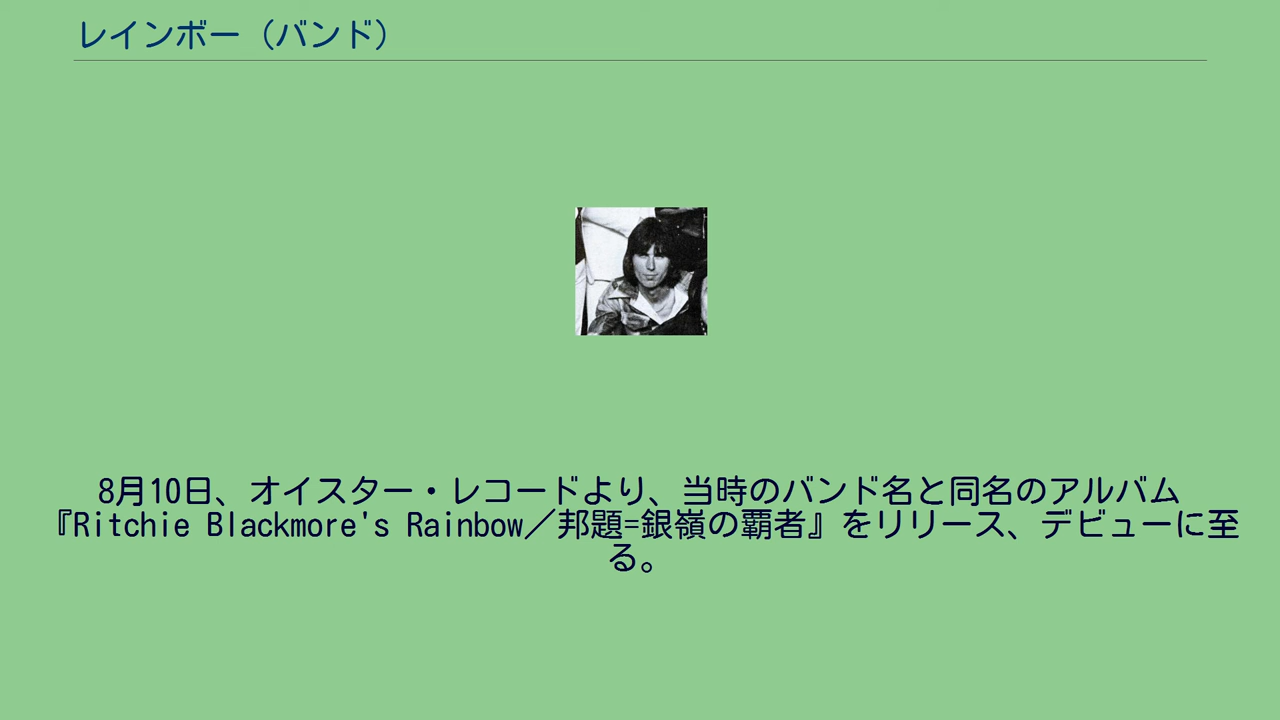 レインボー（バンド）
8月10日、オイスター・レコードより、当時のバンド名と同名のアルバム
『Ritchie Blackmore's Rainbow／邦題=銀嶺の覇者』をリリース、デビューに至
る。